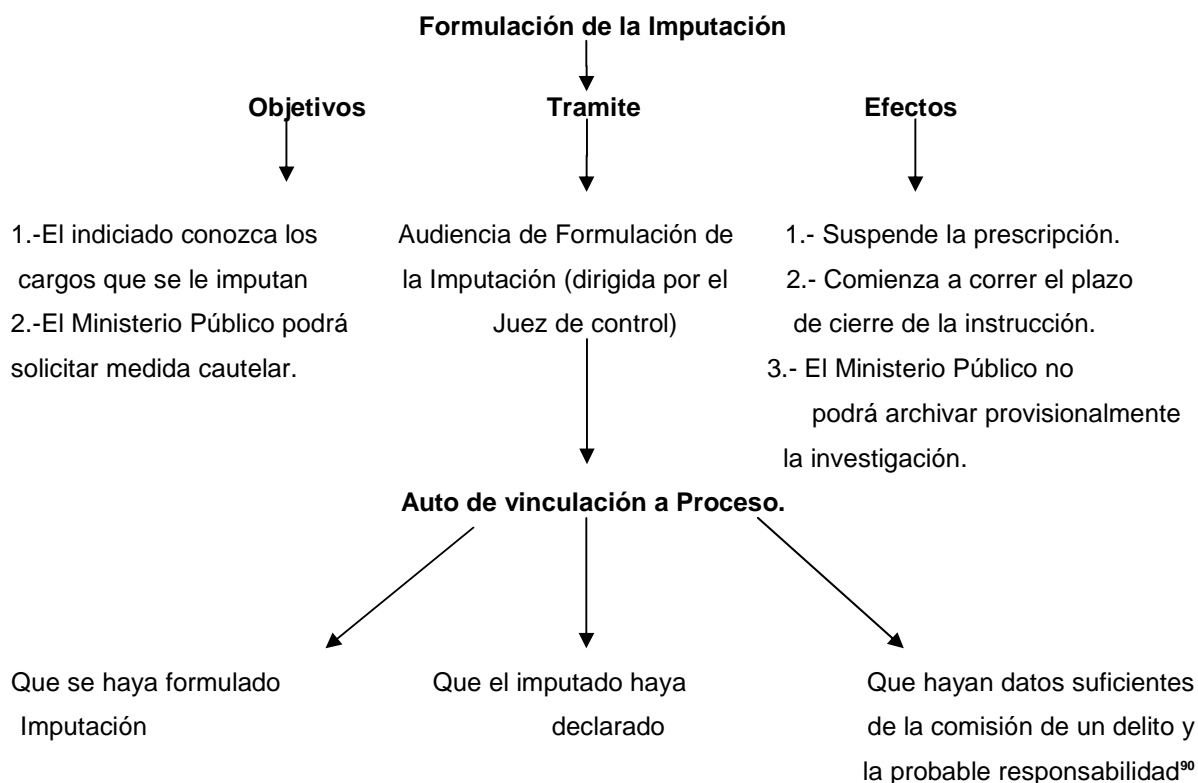 Formulación de la Imputación
Objetivos
1.-El indiciado conozca los
cargos que se le imputan
2.-El Ministerio Público podrá
solicitar medida cautelar.
Tramite
Audiencia de Formulación de
la Imputación (dirigida por el
Juez de control)
Efectos
1.- Suspende la prescripción.
2.- Comienza a correr el plazo
de cierre de la instrucción.
3.- El Ministerio Público no
podrá archivar provisionalmente
la investigación.
Auto de vinculación a Proceso.
Que se haya formulado
Imputación
Que el imputado haya
declarado
Que hayan datos suficientes
de la comisión de un delito y
la probable responsabilidad⁹⁰